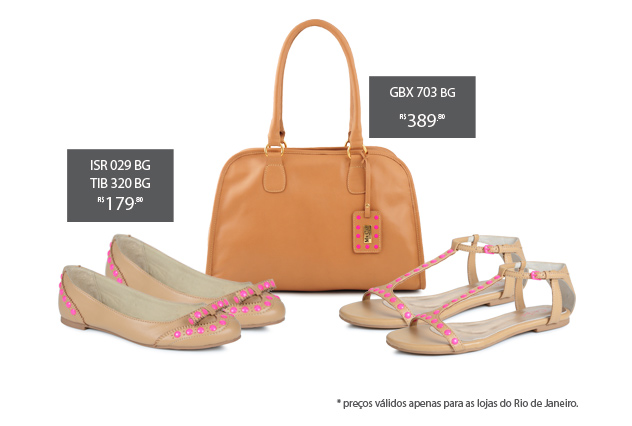 GBX 703 BG
R$ 389,80
ISR 029 BG
TIB 320 BG
R$ 179,80
* preços válidos apenas para as lojas do Rio de Janeiro.